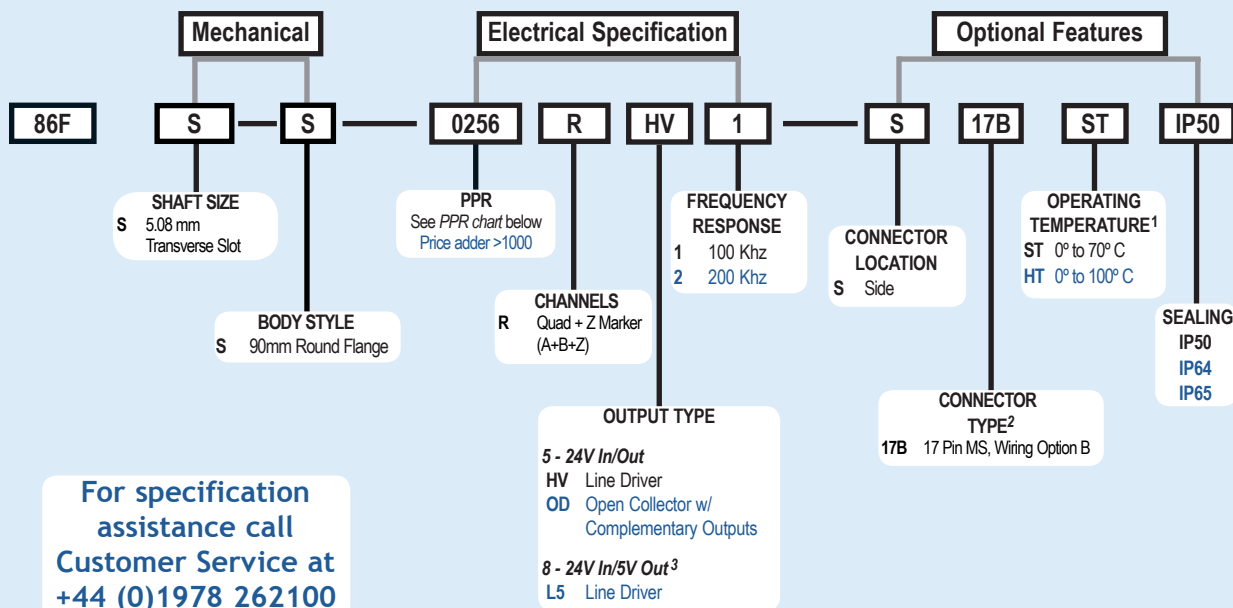 Mechanical
Electrical Specification
Optional Features
86F
S
S
0256
R
HV
1
S
17B
ST
IP50
SHAFT SIZE
S 5.08 mm
Transverse Slot
BODY STYLE
S 90mm Round Flange
PPR
See PPR chart below
Price adder >1000
CHANNELS
R Quad + Z Marker
(A+B+Z)
OUTPUT TYPE
5 - 24V In/Out
HV Line Driver
OD Open Collector w/
Complementary Outputs
8 - 24V In/5V Out3
L5 Line Driver
FREQUENCY
RESPONSE
1 100 Khz
2 200 Khz
CONNECTOR
LOCATION
S Side
CONNECTOR
TYPE2
17B 17 Pin MS, Wiring Option B
OPERATING
TEMPERATURE1
ST 0º to 70º C
HT 0º to 100º C
SEALING
IP50
IP64
IP65
For specification
assistance call
Customer Service at
+44 (0)1978 262100